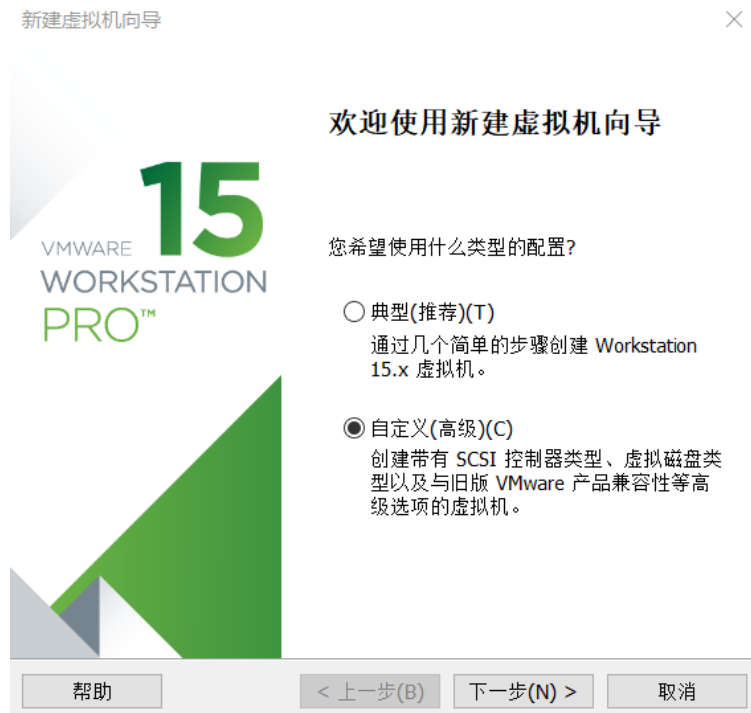 新建虚拟机向导
欢迎使用新建虚拟机向导
15
VMWARE
WORKSTATION
PRO™
您希望使用什么类型的配置?
典型(推荐)(T)
通过几个简单的步骤创建 Workstation
15.x 虚拟机。
自定义(高级)(C)
创建带有 SCSI 控制器类型、虚拟磁盘类
型以及与旧版 VMware 产品兼容性等高
级选项的虚拟机。
帮助
< 上一步(B)
下一步(N) >
取消